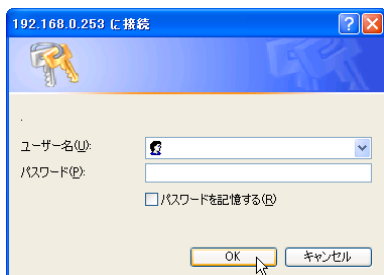 192.168.0.253 に接続
.
ユーザー名(U):
パスワード(P):
パスワードを記憶する(R)
OK
キャンセル